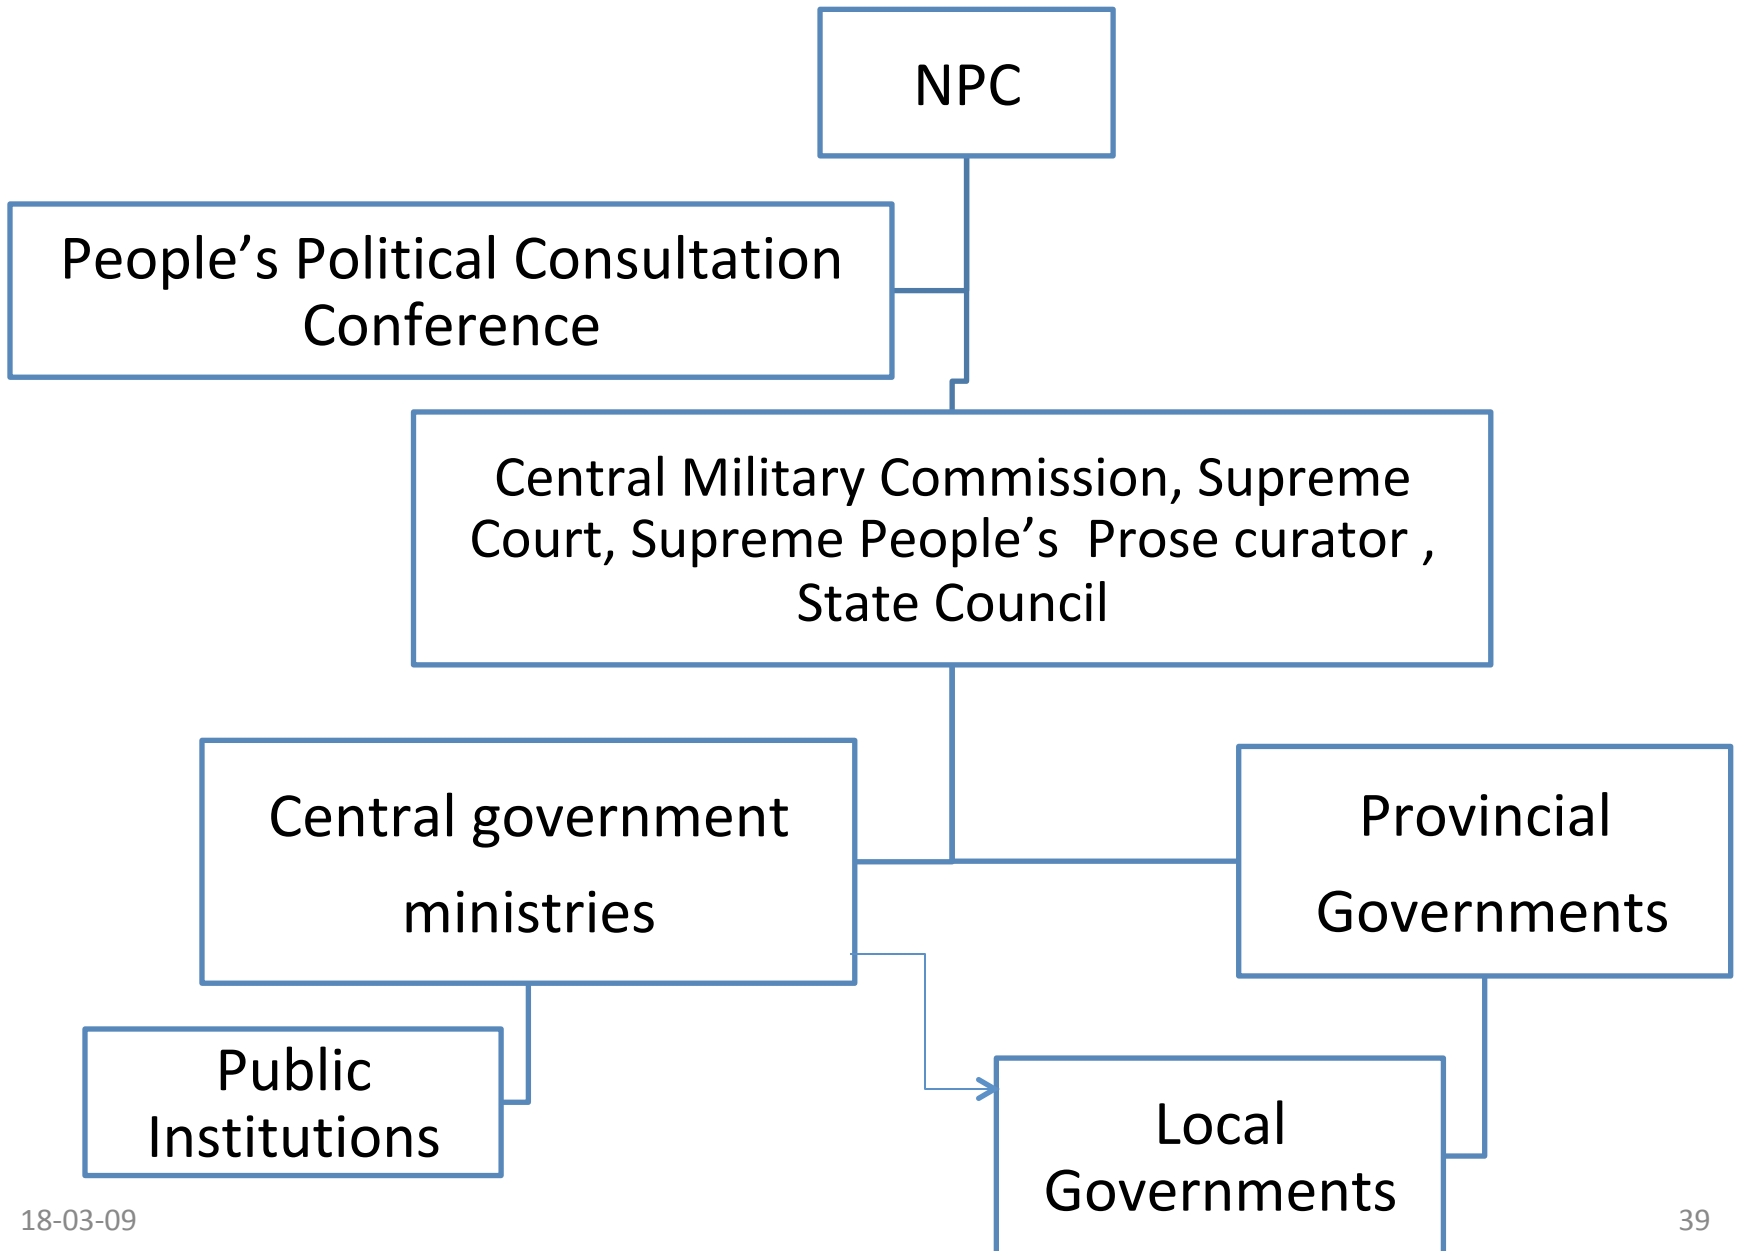 NPC
People’s Political Consultation
Conference
Central Military Commission, Supreme
Court, Supreme People’s  Prose curator ,
State Council
Central government
ministries
Provincial
Governments
Public
Institutions
Local
Governments
18-03-09
39